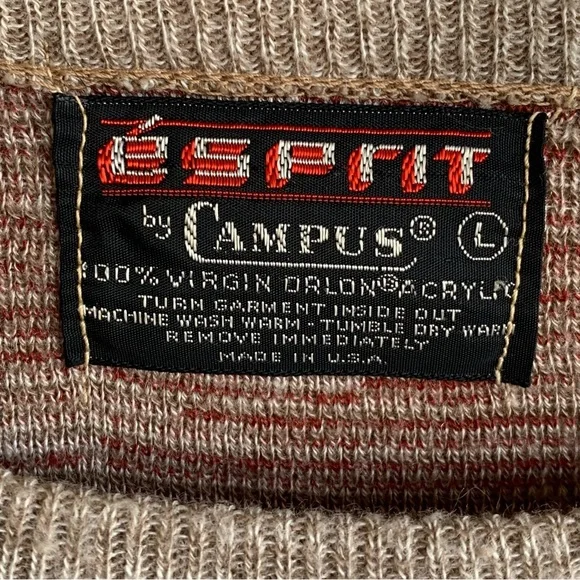 ésprit
by CAMPUS® Ⓛ
100% VIRGIN ORLON® ACRYLIC
TURN GARMENT INSIDE OUT
MACHINE WASH WARM - TUMBLE DRY WARM
REMOVE IMMEDIATELY
MADE IN U.S.A.